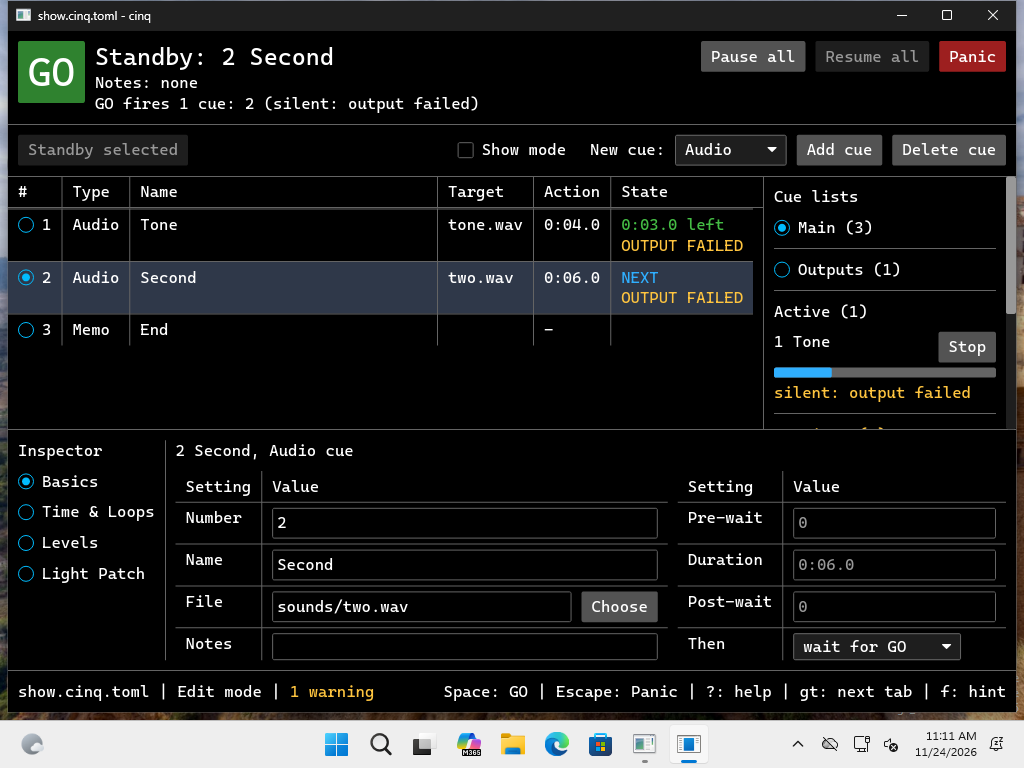 show.cinq.toml - cinq
GO
Standby: 2 Second
Notes: none
GO fires 1 cue: 2 (silent: output failed)
Pause all
Resume all
Panic
Standby selected
Show mode
New cue:
Audio
Add cue
Delete cue
# Type Name Target Action State
1 Audio Tone tone.wav 0:04.0 0:03.0 left
OUTPUT FAILED
2 Audio Second two.wav 0:06.0 NEXT
OUTPUT FAILED
3 Memo End –
Cue lists
Main (3)
Outputs (1)
Active (1)
1 Tone
Stop
silent: output failed
Inspector
Basics
Time & Loops
Levels
Light Patch
2 Second, Audio cue
Setting Value
Number 2
Name Second
File sounds/two.wav Choose
Notes
Setting Value
Pre-wait 0
Duration 0:06.0
Post-wait 0
Then wait for GO
show.cinq.toml | Edit mode | 1 warning
Space: GO | Escape: Panic | ?: help | gt: next tab | f: hint
M365
11:11 AM
11/24/2026